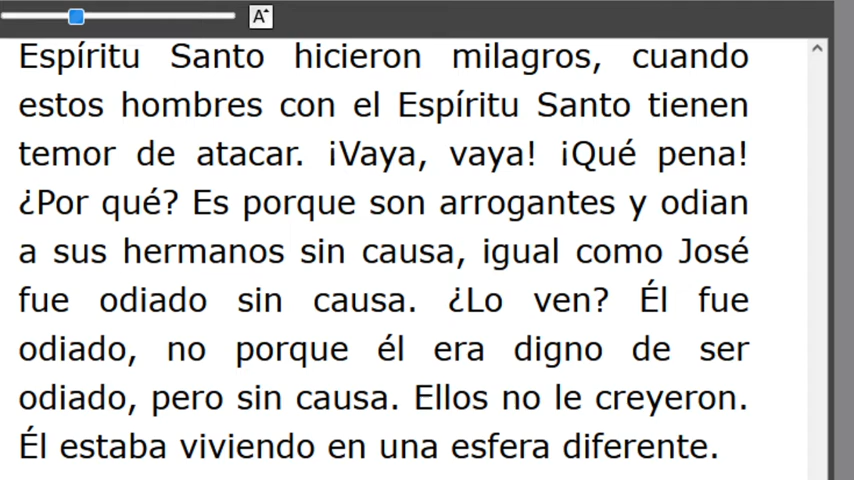 A
Espíritu Santo hicieron milagros, cuando
estos hombres con el Espíritu Santo tienen
temor de atacar. ¡Vaya, vaya! ¡Qué pena!
¿Por qué? Es porque son arrogantes y odian
a sus hermanos sin causa, igual como José
fue odiado sin causa. ¿Lo ven? Él fue
odiado, no porque él era digno de ser
odiado, pero sin causa. Ellos no le creyeron.
Él estaba viviendo en una esfera diferente.